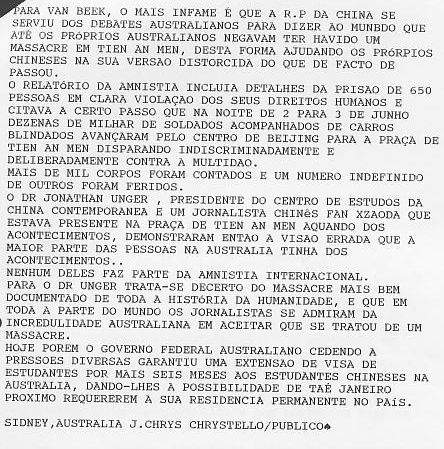 PARA VAN BEEK, O MAIS INFAME É QUE A R.P DA CHINA SE
SERVIU DOS DEBATES AUSTRALIANOS PARA DIZER AO MUNBDO QUE
ATÉ OS PRóPRIOS AUSTRALIANOS NEGAVAM TER HAVIDO UM
MASSACRE EM TIEN AN MEN, DESTA FORMA AJUDANDO OS PRóRPIOS
CHINESES NA SUA VERSAO DISTORCIDA DO QUE DE FACTO DE
PASSOU.
O RELATóRIO DA AMNISTIA INCLUIA DETALHES DA PRISAO DE 650
PESSOAS EM CLARA VIOLAÇAO DOS SEUS DIREITOS HUMANOS E
CITAVA A CERTO PASSO QUE NA NOITE DE 2 PARA 3 DE JUNHO
DEZENAS DE MILHAR DE SOLDADOS ACOMPANHADOS DE CARROS
BLINDADOS AVANÇARAM PELO CENTRO DE BEIJING PARA A PRAÇA DE
TIEN AN MEN DISPARANDO INDISCRIMINADAMENTE E
DELIBERADAMENTE CONTRA A MULTIDAO.
MAIS DE MIL CORPOS FORAM CONTADOS E UM NUMERO INDEFINIDO
DE OUTROS FORAM FERIDOS.
O DR JONATHAN UNGER , PRESIDENTE DO CENTRO DE ESTUDOS DA
CHINA CONTEMPORANEA E UM JORNALISTA CHINêS FAN XZAODA QUE
ESTAVA PRESENTE NA PRAÇA DE TIEN AN MEN AQUANDO DOS
ACONTECIMENTOS, DEMONSTRARAM ENTAO A VISAO ERRADA QUE A
MAIOR PARTE DAS PESSOAS NA AUSTRALIA TINHA DOS
ACONTECIMENTOS..
NENHUM DELES FAZ PARTE DA AMNISTIA INTERNACIONAL.
PARA O DR UNGER TRATA-SE DECERTO DO MASSACRE MAIS BEM
DOCUMENTADO DE TODA A HISTóRIA DA HUMANIDADE, E QUE EM
TODA A PARTE DO MUNDO OS JORNALISTAS SE ADMIRAM DA
INCREDULIDADE AUSTRALIANA EM ACEITAR QUE SE TRATOU DE UM
MASSACRE.
HOJE POREM O GOVERNO FEDERAL AUSTRALIANO CEDENDO A
PRESSOES DIVERSAS GARANTIU UMA EXTENSAO DE VISA DE
ESTUDANTES POR MAIS SEIS MESES AOS ESTUDANTES CHINESES NA
AUSTRALIA, DANDO-LHES A POSSIBILIDADE DE TAÉ JANEIRO
PROXIMO REQUEREREM A SUA RESIDENCIA PERMANENTE NO PAíS.
SIDNEY,AUSTRALIA J.CHRYS CHRYSTELLO/PUBLICO♠